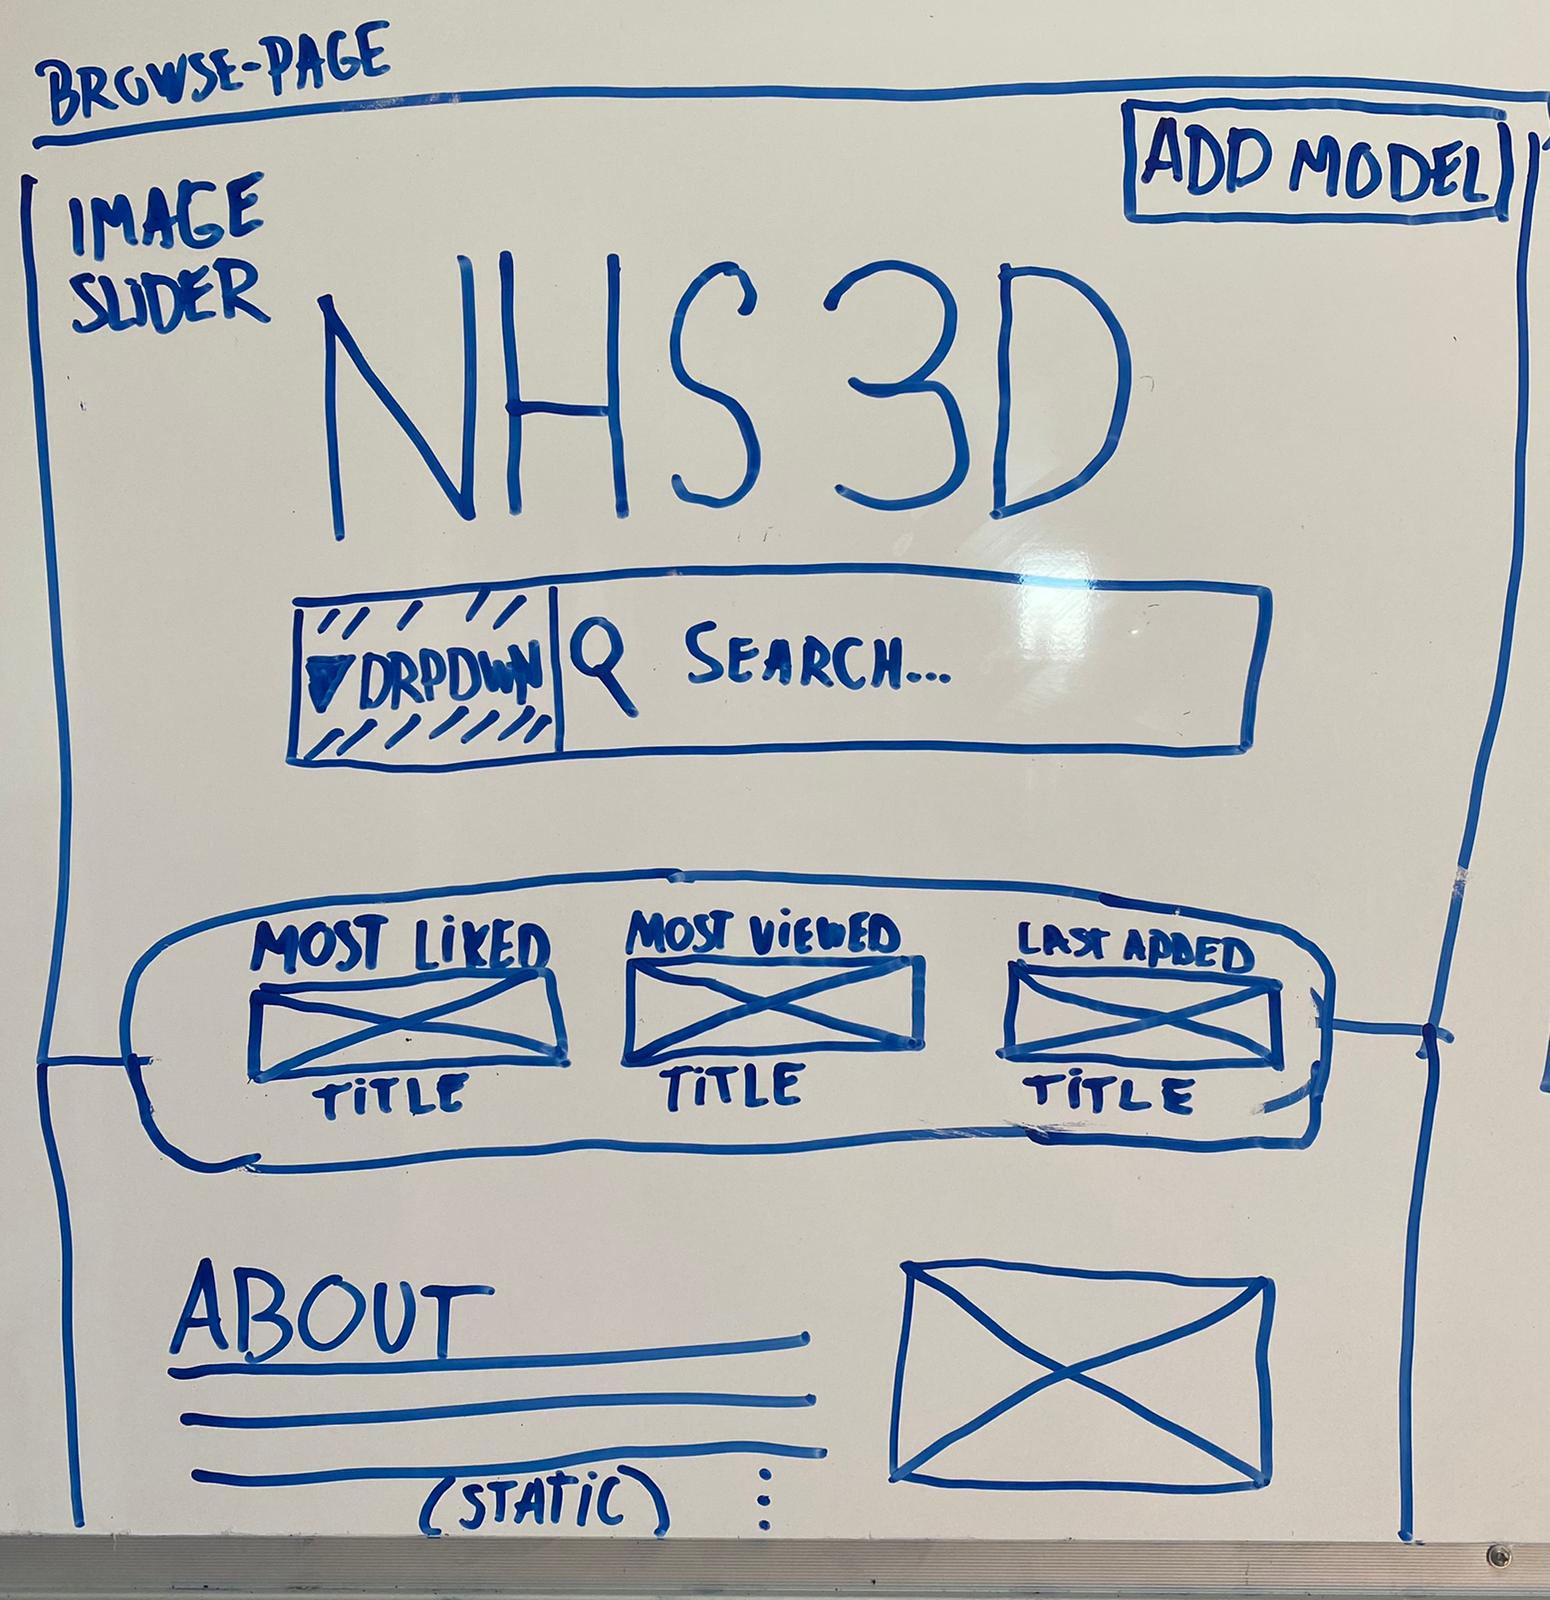 BROWSE-PAGE
ADD MODEL
IMAGE
SLIDER
NHS 3D
DRPDWN SEARCH...
MOST LiKED MOST ViEWED LAST ADDED
TiTLE TiTLE TiTLE
ABOUT
(STATiC)